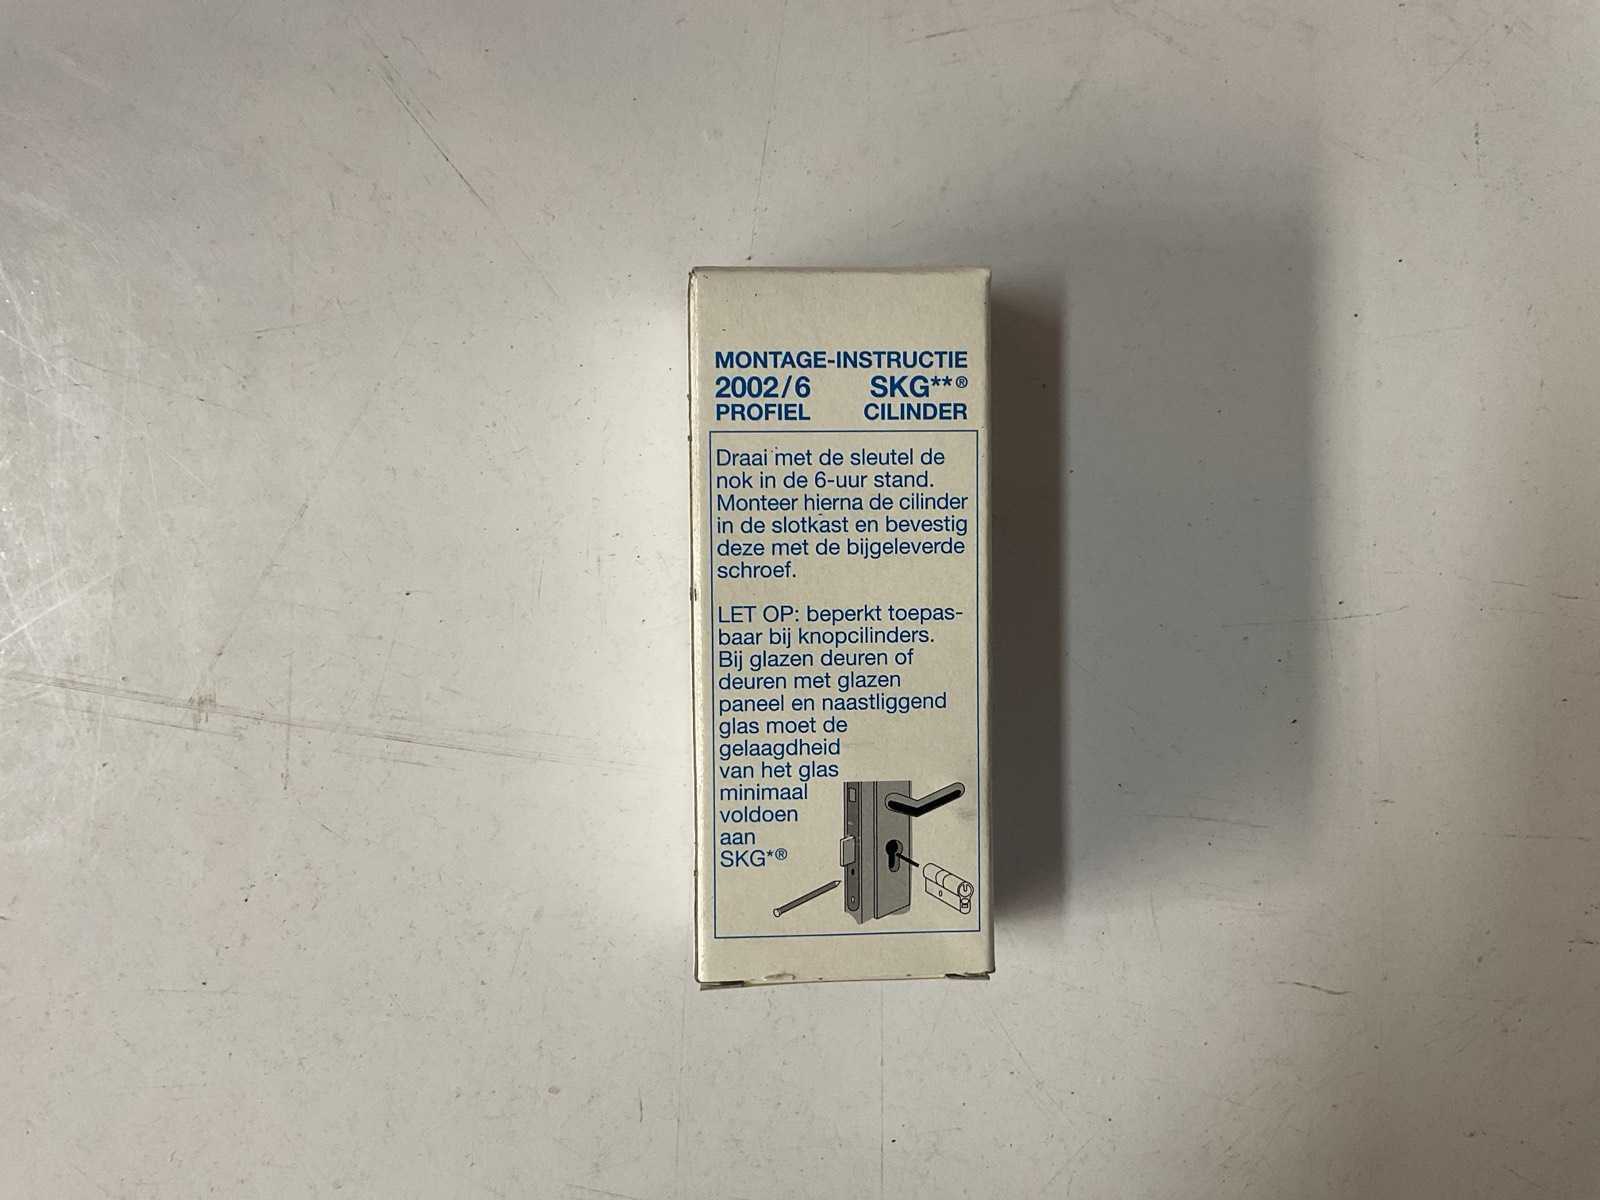 MONTAGE-INSTRUCTIE
2002/6 SKG**®
PROFIEL CILINDER
Draai met de sleutel de
nok in de 6-uur stand.
Monteer hierna de cilinder
in de slotkast en bevestig
deze met de bijgeleverde
schroef.
LET OP: beperkt toepas-
baar bij knopcilinders.
Bij glazen deuren of
deuren met glazen
paneel en naastliggend
glas moet de
gelaagdheid
van het glas
minimaal
voldoen
aan
SKG*®